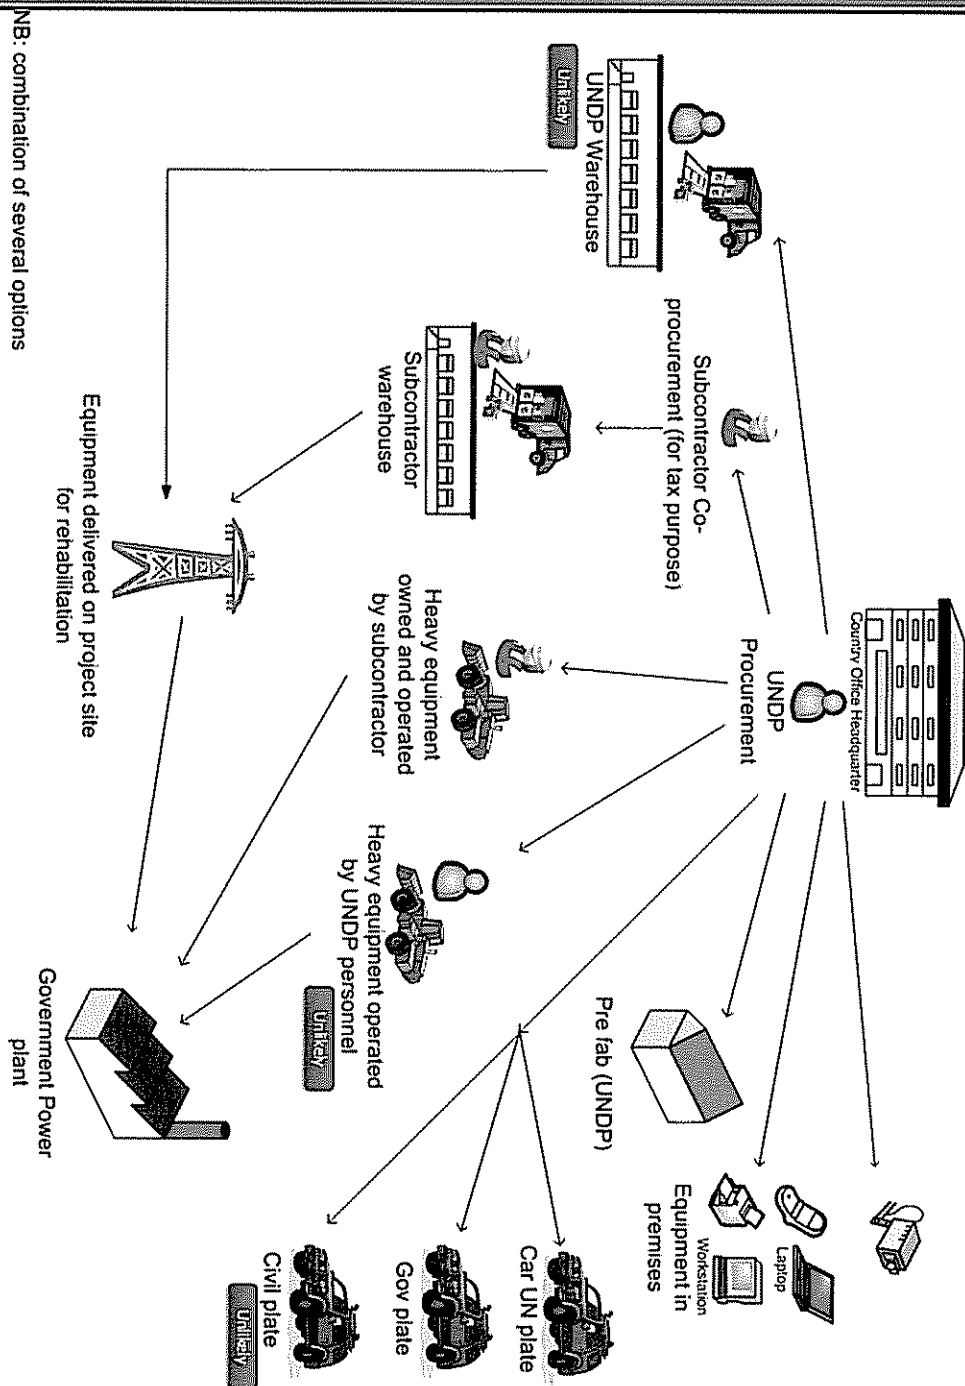 Country Office Headquarter
UNDP
Procurement
Subcontractor Co-
procurement (for tax purpose)
UNDP Warehouse
Unlikely
Subcontractor
warehouse
Heavy equipment
owned and operated
by subcontractor
Heavy equipment operated
by UNDP personnel
Unlikely
Pre fab (UNDP)
Laptop
Workstation
Equipment in
premises
Car UN plate
Gov plate
Civil plate
Unlikely
Equipment delivered on project site
for rehabilitation
Government Power
plant
NB: combination of several options